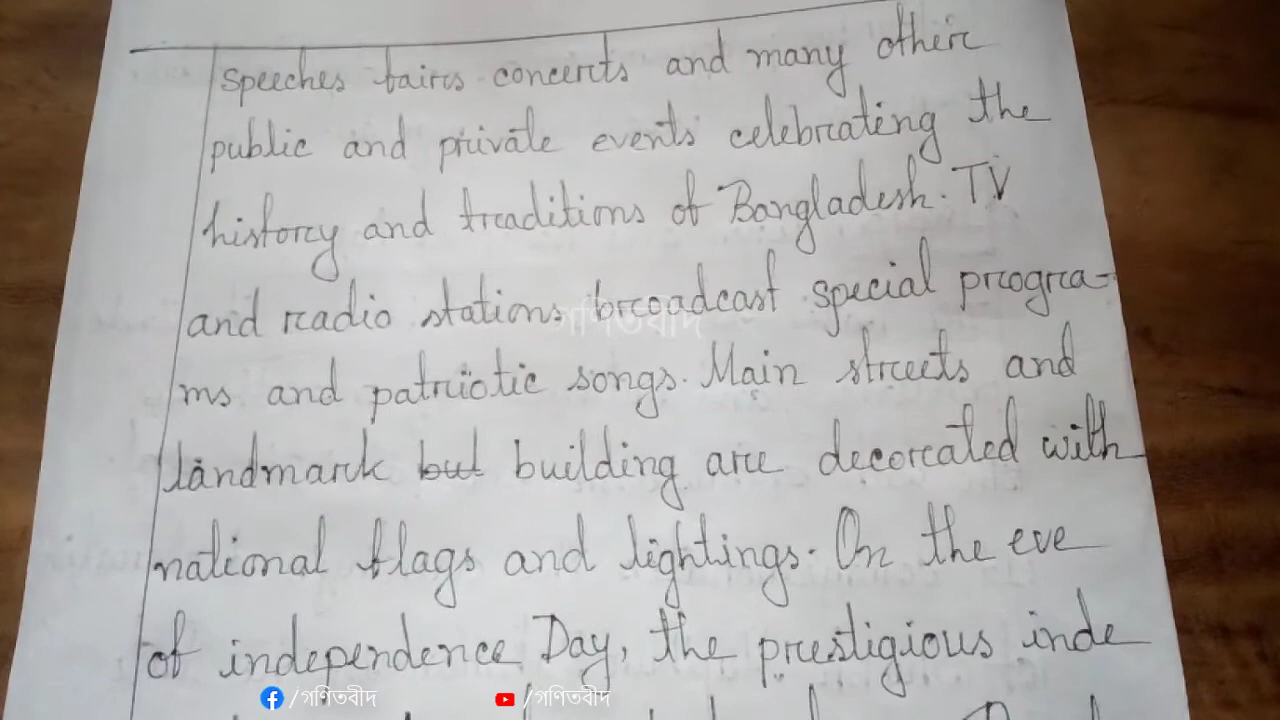 speeches fairs concerts and many other
public and private events celebrating the
history and traditions of Bangladesh. TV
and radio stations broadcast special progra-
গণিতবীদ
ms and patriotic songs. Main streets and
landmark but building are decorated with
national flags and lightings. On the eve
of independence Day, the prestigious inde
/গণিতবীদ /গণিতবীদ